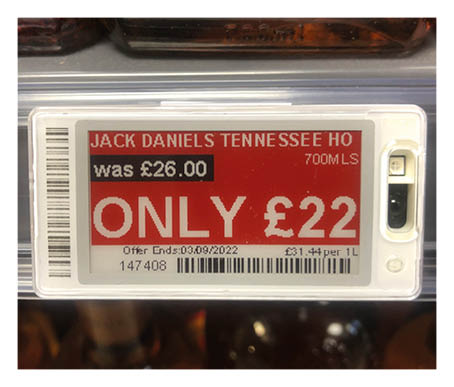 JACK DANIELS TENNESSEE HO
700MLS
was £26.00
ONLY £22
Offer Ends:03/09/2022 £31.44 per 1L
147408